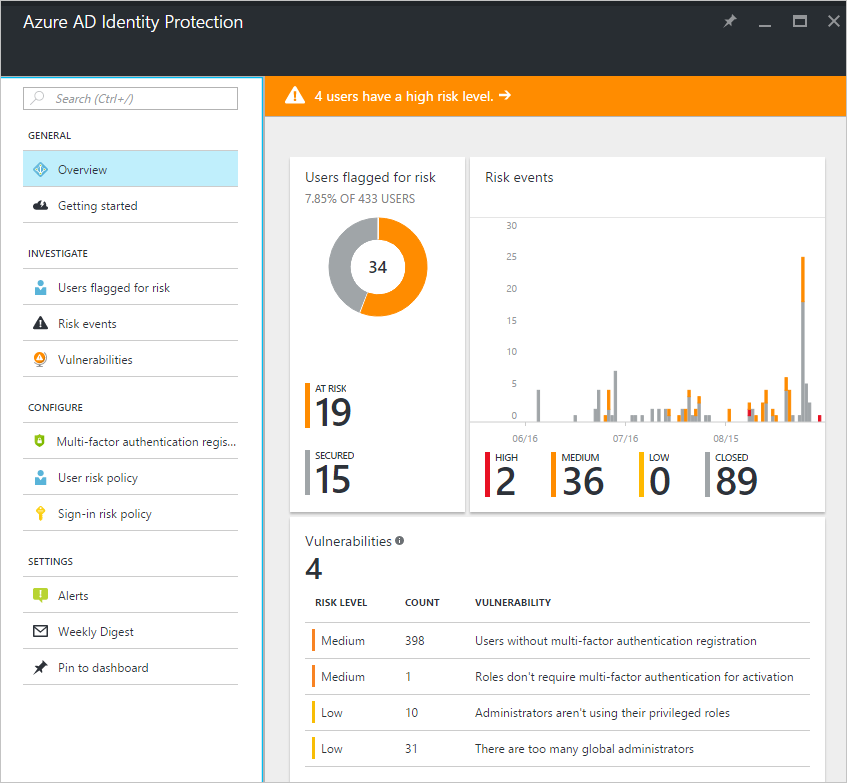 Azure AD Identity Protection
Search (Ctrl+/)
GENERAL
Overview
Getting started
INVESTIGATE
Users flagged for risk
Risk events
Vulnerabilities
CONFIGURE
Multi-factor authentication regis...
User risk policy
Sign-in risk policy
SETTINGS
Alerts
Weekly Digest
Pin to dashboard
4 users have a high risk level. →
Users flagged for risk
7.85% OF 433 USERS
34
AT RISK
19
SECURED
15
Risk events
30
25
20
15
10
5
0
06/16 07/16 08/15
HIGH
2
MEDIUM
36
LOW
0
CLOSED
89
Vulnerabilities
4
RISK LEVEL COUNT VULNERABILITY
Medium 398 Users without multi-factor authentication registration
Medium 1 Roles don't require multi-factor authentication for activation
Low 10 Administrators aren't using their privileged roles
Low 31 There are too many global administrators